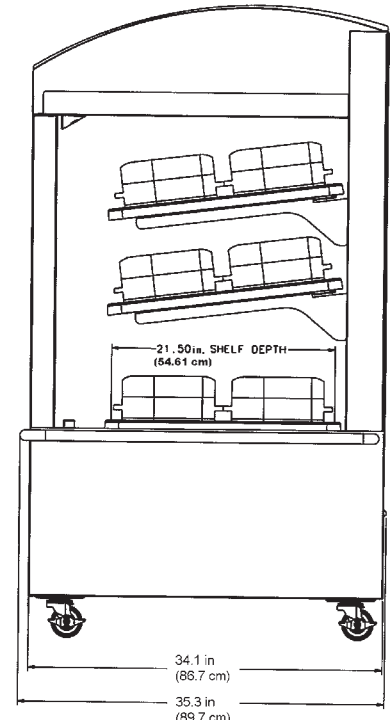 21.50in. SHELF DEPTH
(54.61 cm)
34.1 in
(86.7 cm)
35.3 in
(89.7 cm)